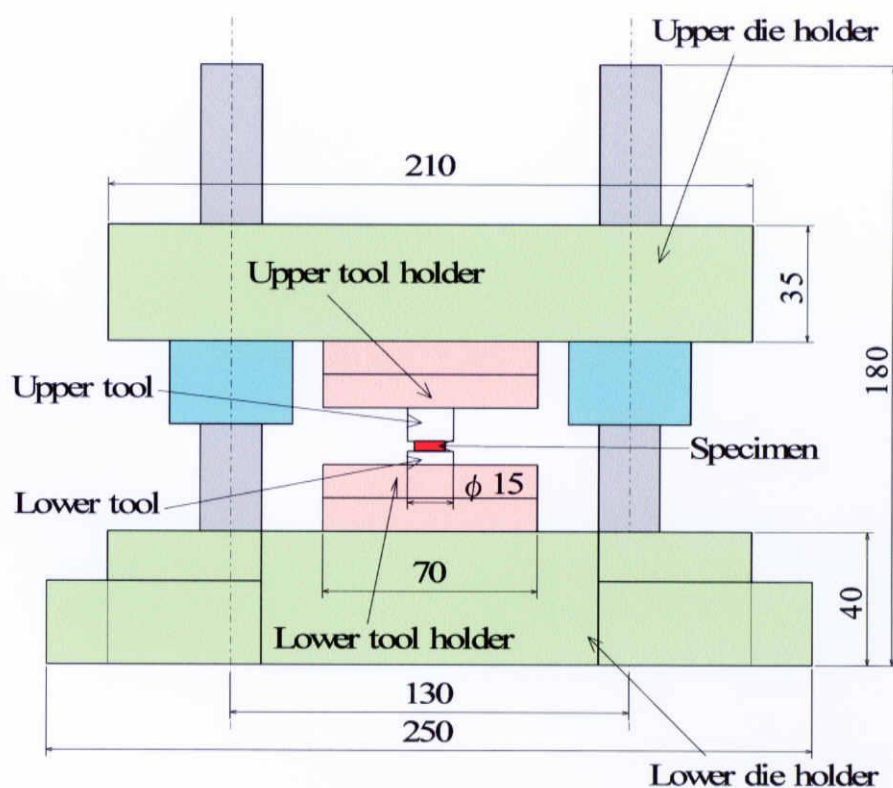 Upper die holder
210
Upper tool holder
35
180
Upper tool
Specimen
Lower tool
ϕ 15
70
40
Lower tool holder
130
250
Lower die holder